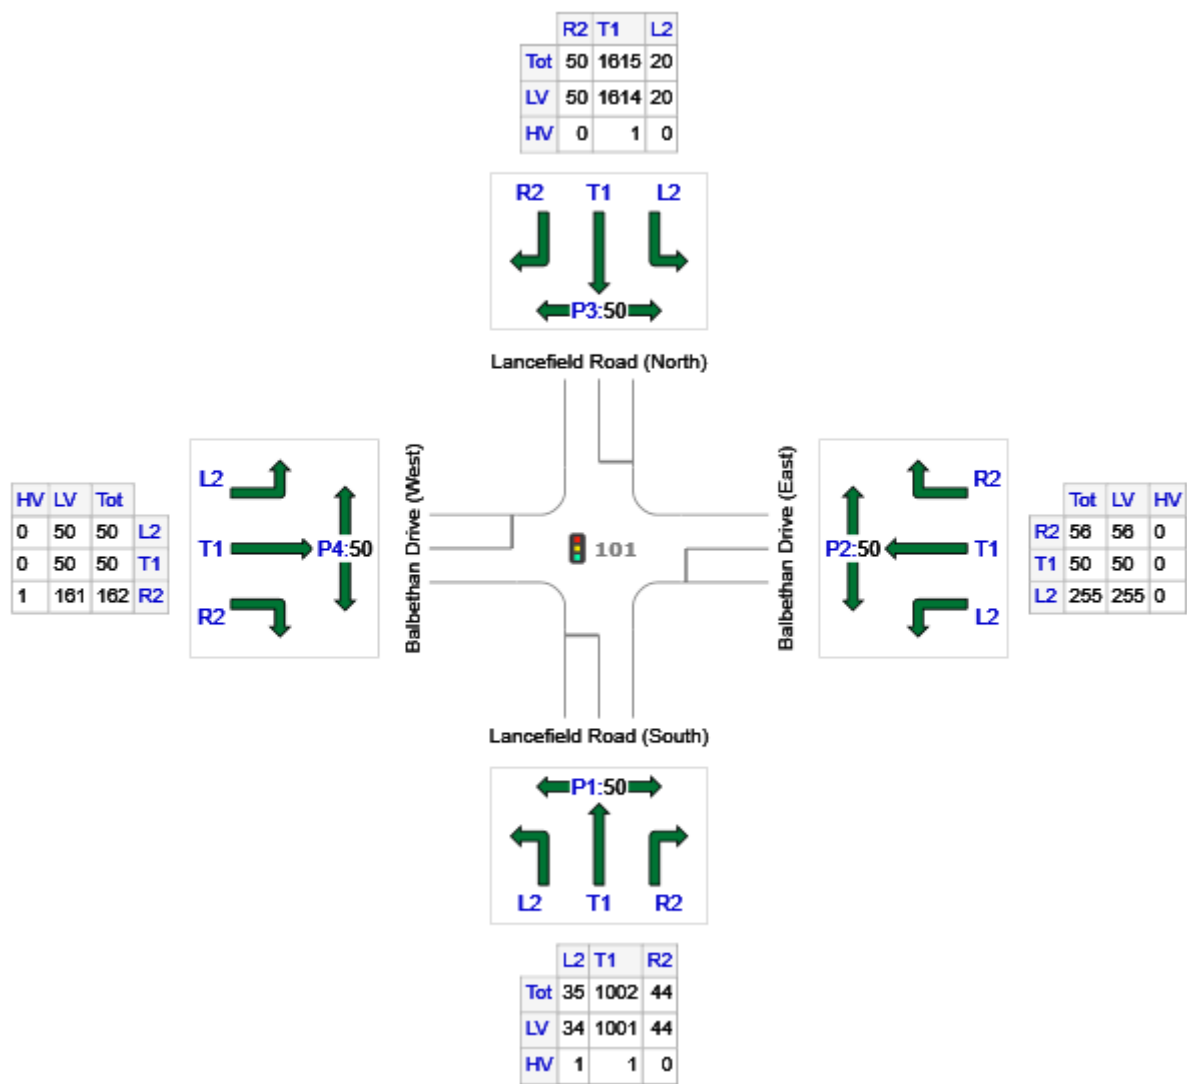 R2 T1 L2
Tot 50 1615 20
LV 50 1614 20
HV 0 1 0
R2 T1 L2
P3:50
Lancefield Road (North)
HV LV Tot
0 50 50 L2
0 50 50 T1
1 161 162 R2
L2
T1 P4:50
R2
Balbethan Drive (West)
101
Balbethan Drive (East)
R2
P2:50 T1
L2
Tot LV HV
R2 56 56 0
T1 50 50 0
L2 255 255 0
Lancefield Road (South)
P1:50
L2 T1 R2
L2 T1 R2
Tot 35 1002 44
LV 34 1001 44
HV 1 1 0